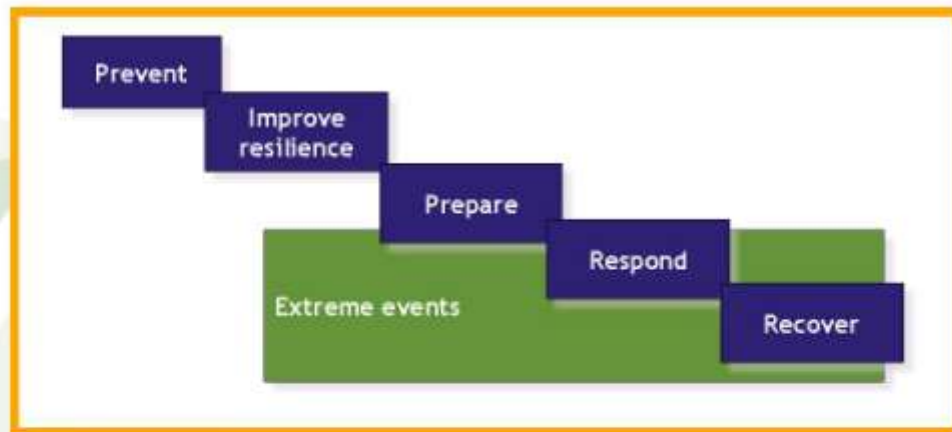 Prevent
Improve
resilience
Prepare
Respond
Extreme events
Recover